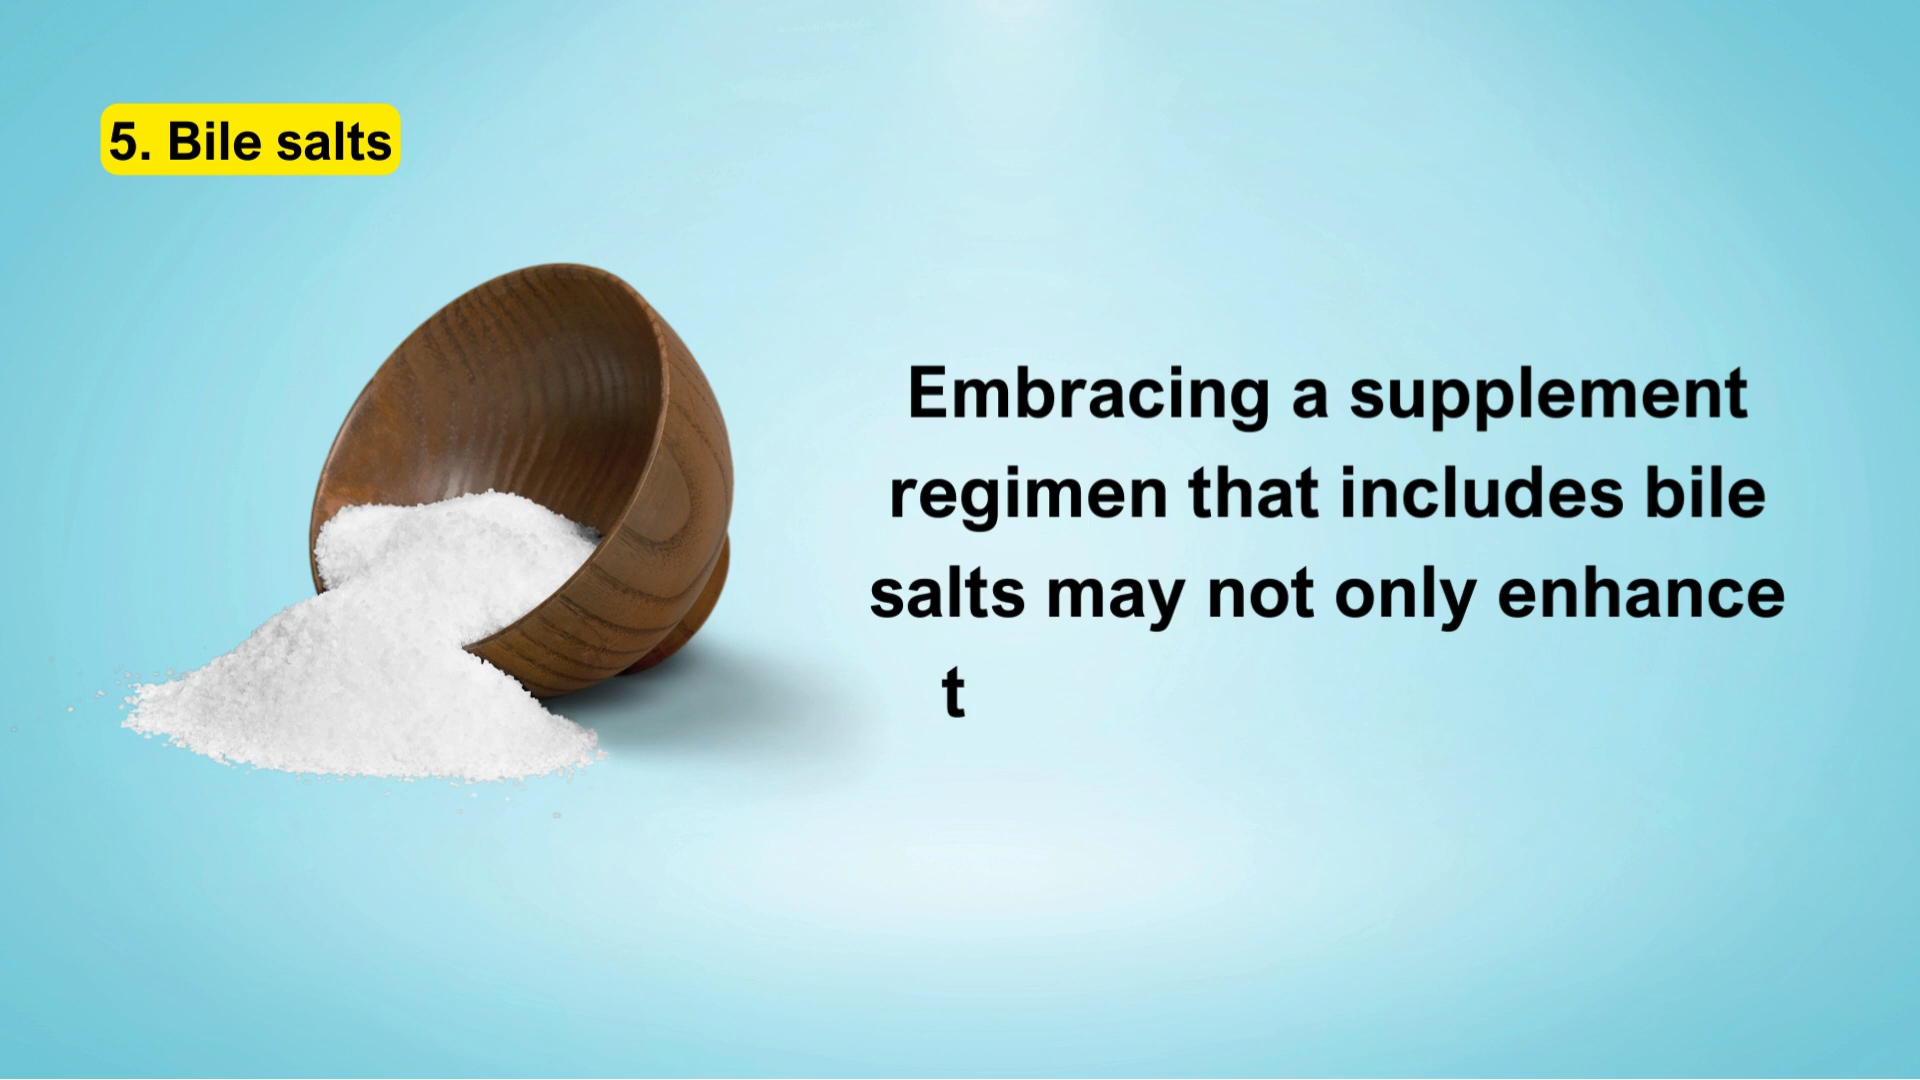 5. Bile salts
Embracing a supplement
regimen that includes bile
salts may not only enhance
t